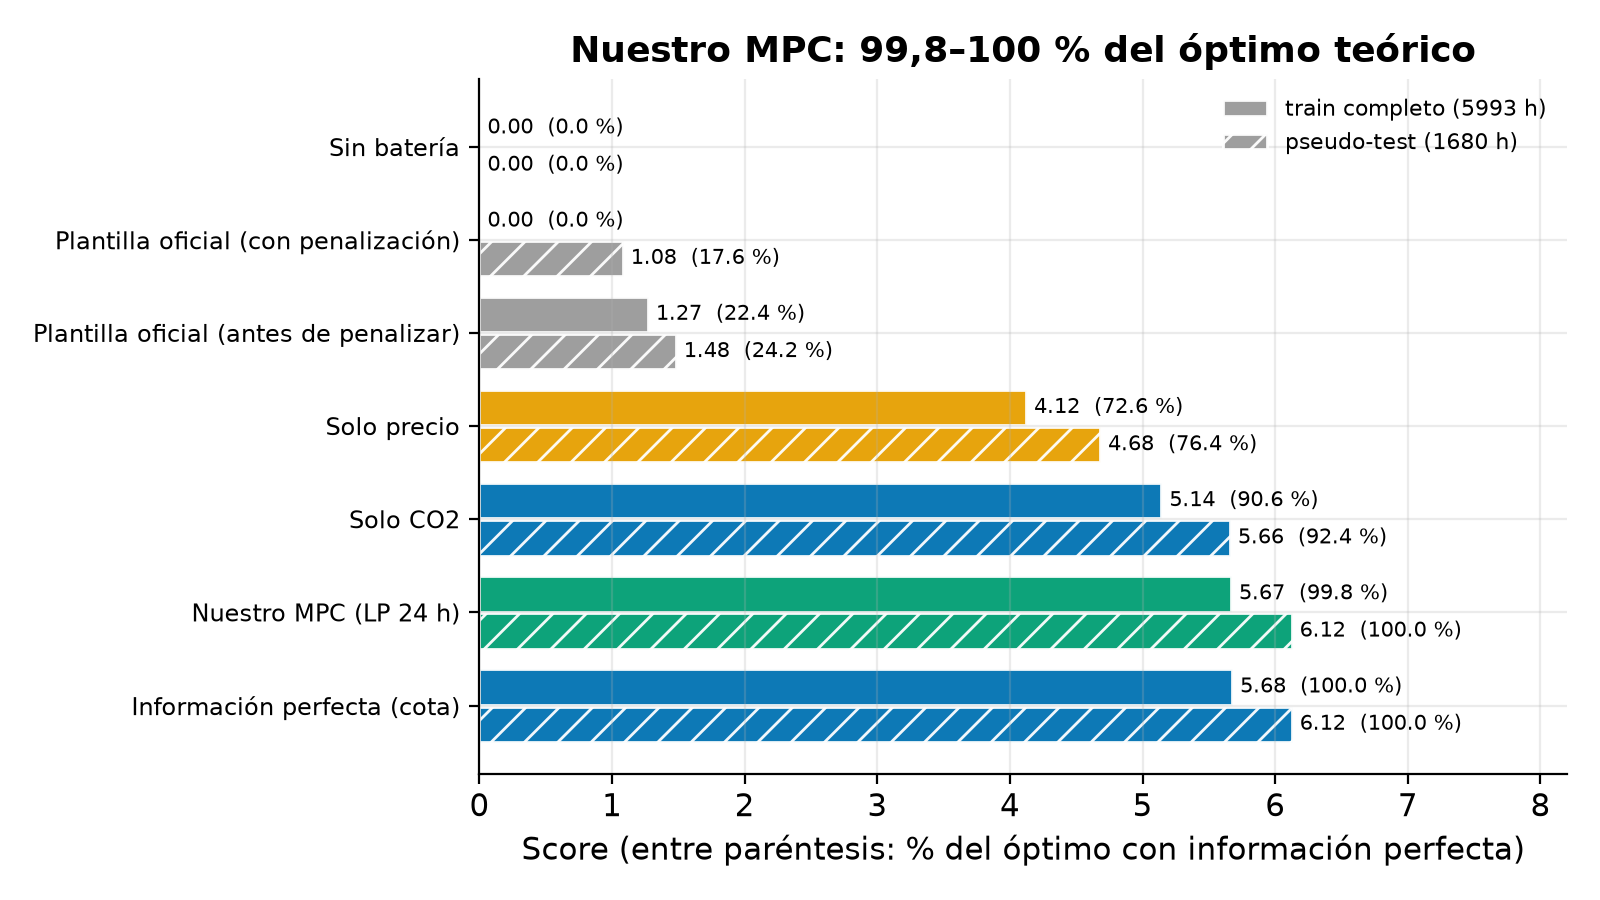 Nuestro MPC: 99,8–100 % del óptimo teórico
train completo (5993 h)
pseudo-test (1680 h)
Sin batería
0.00 (0.0 %)
0.00 (0.0 %)
Plantilla oficial (con penalización)
0.00 (0.0 %)
1.08 (17.6 %)
Plantilla oficial (antes de penalizar)
1.27 (22.4 %)
1.48 (24.2 %)
Solo precio
4.12 (72.6 %)
4.68 (76.4 %)
Solo CO2
5.14 (90.6 %)
5.66 (92.4 %)
Nuestro MPC (LP 24 h)
5.67 (99.8 %)
6.12 (100.0 %)
Información perfecta (cota)
5.68 (100.0 %)
6.12 (100.0 %)
0 1 2 3 4 5 6 7 8
Score (entre paréntesis: % del óptimo con información perfecta)